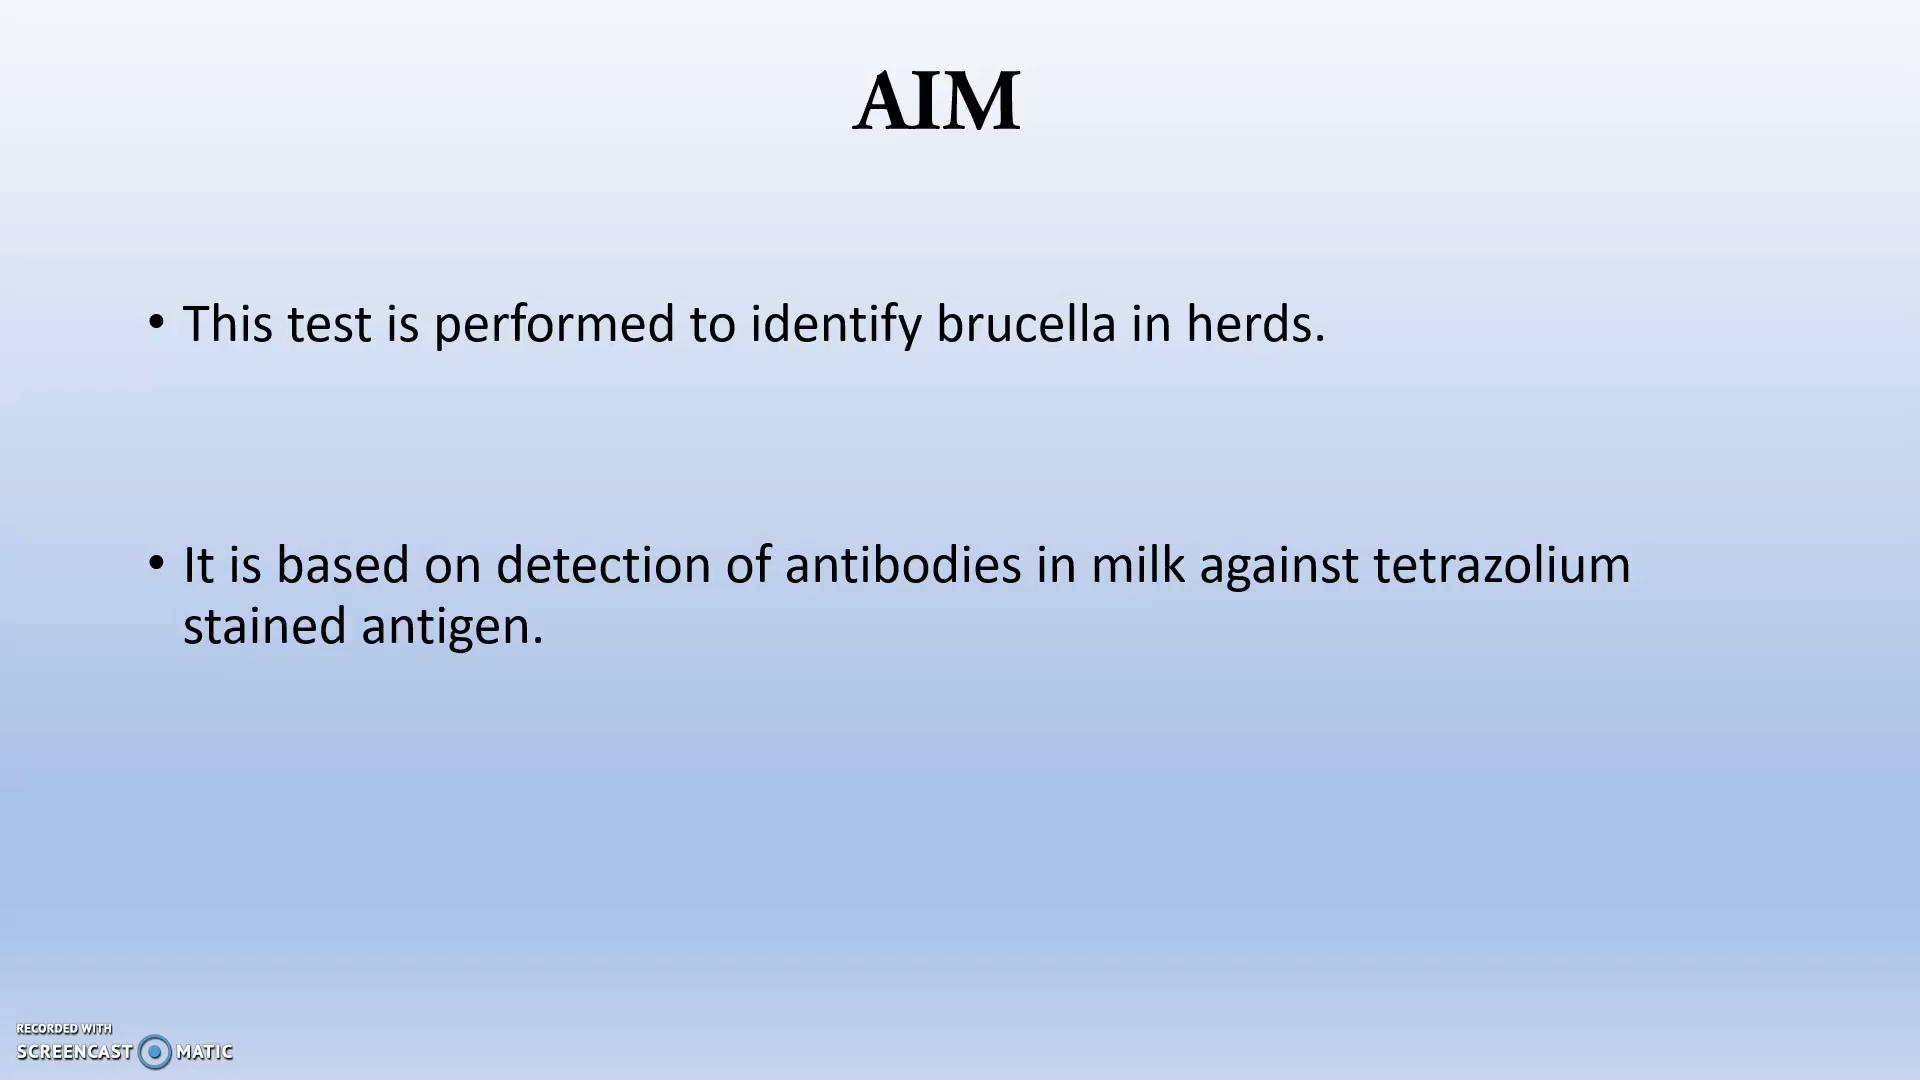 AIM
• This test is performed to identify brucella in herds.
• It is based on detection of antibodies in milk against tetrazolium
stained antigen.
RECORDED WITH
SCREENCAST MATIC